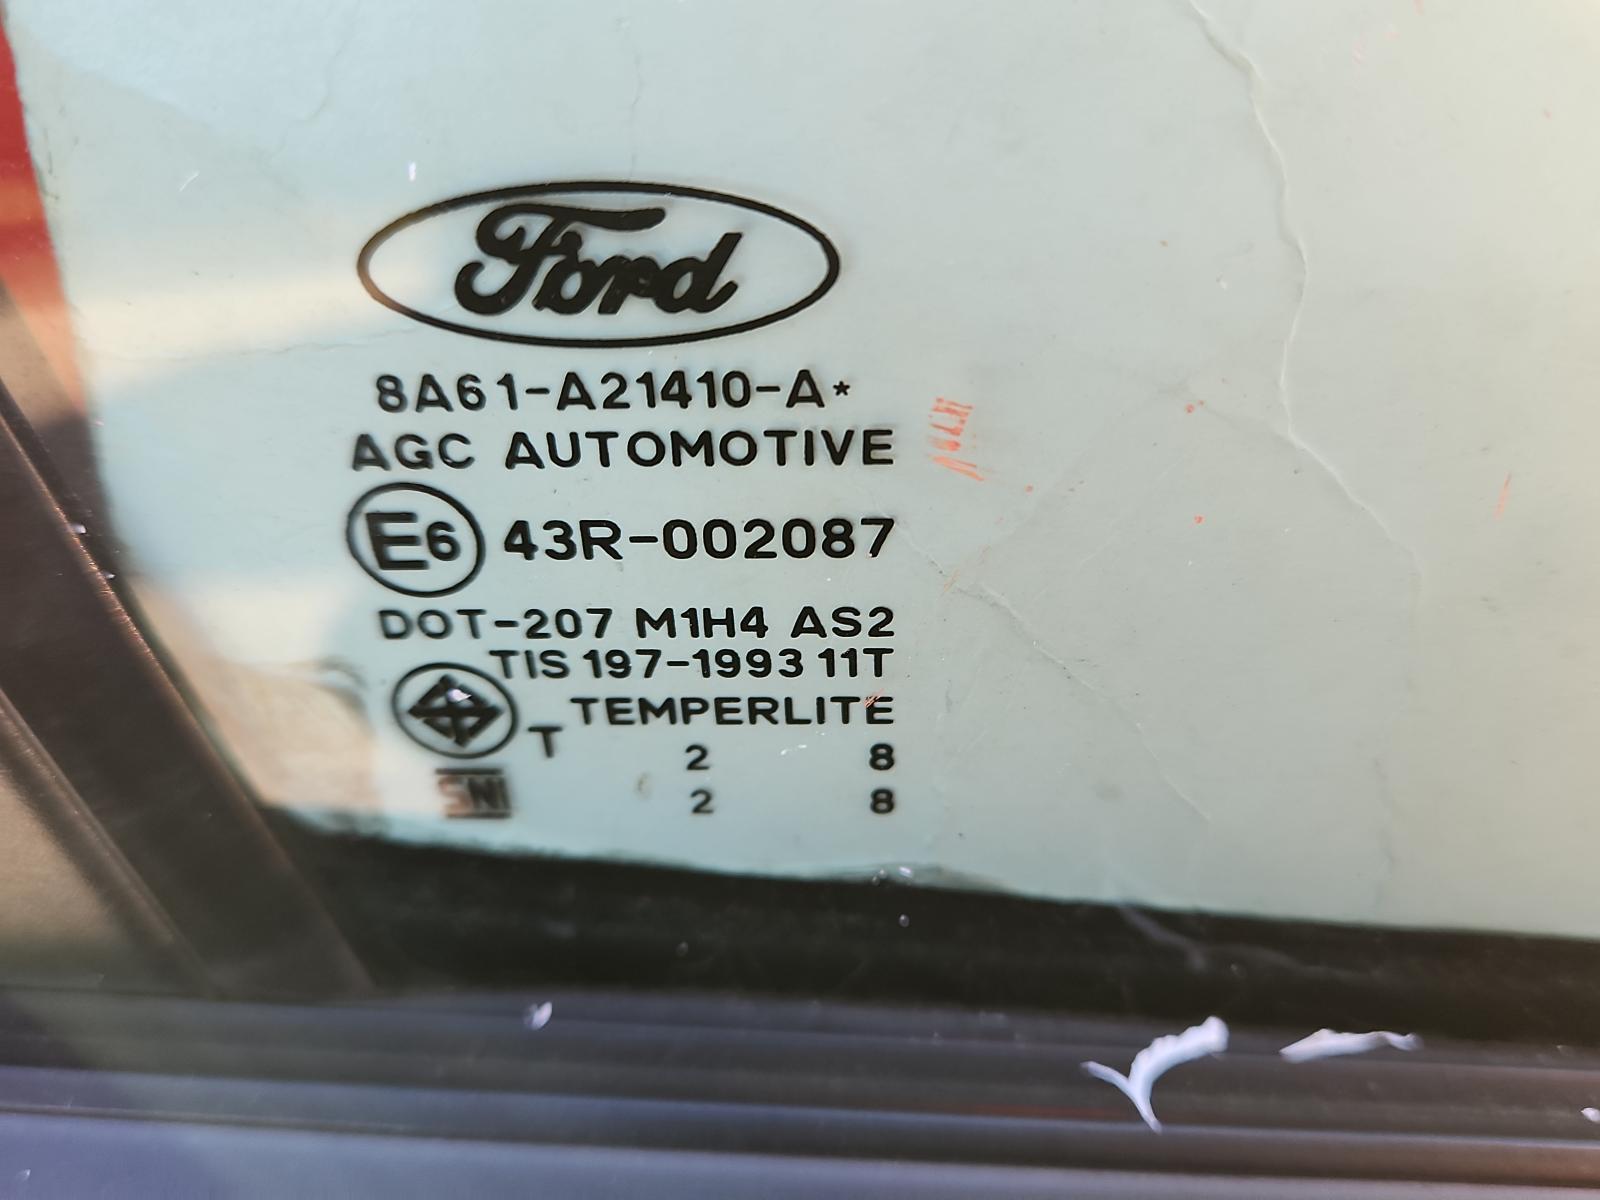 Ford
8A61-A21410-A*
AGC AUTOMOTIVE
E6 43R-002087
DOT-207 M1H4 AS2
TIS 197-1993 11T
TEMPERLITE
T
2 8
SNI 2 8